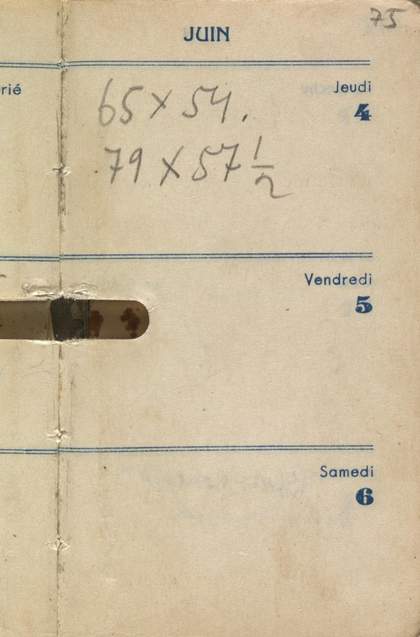 75
JUIN
rié
Jeudi
4
65 x 54.
79 x 57 1/2
Vendredi
5
Samedi
6